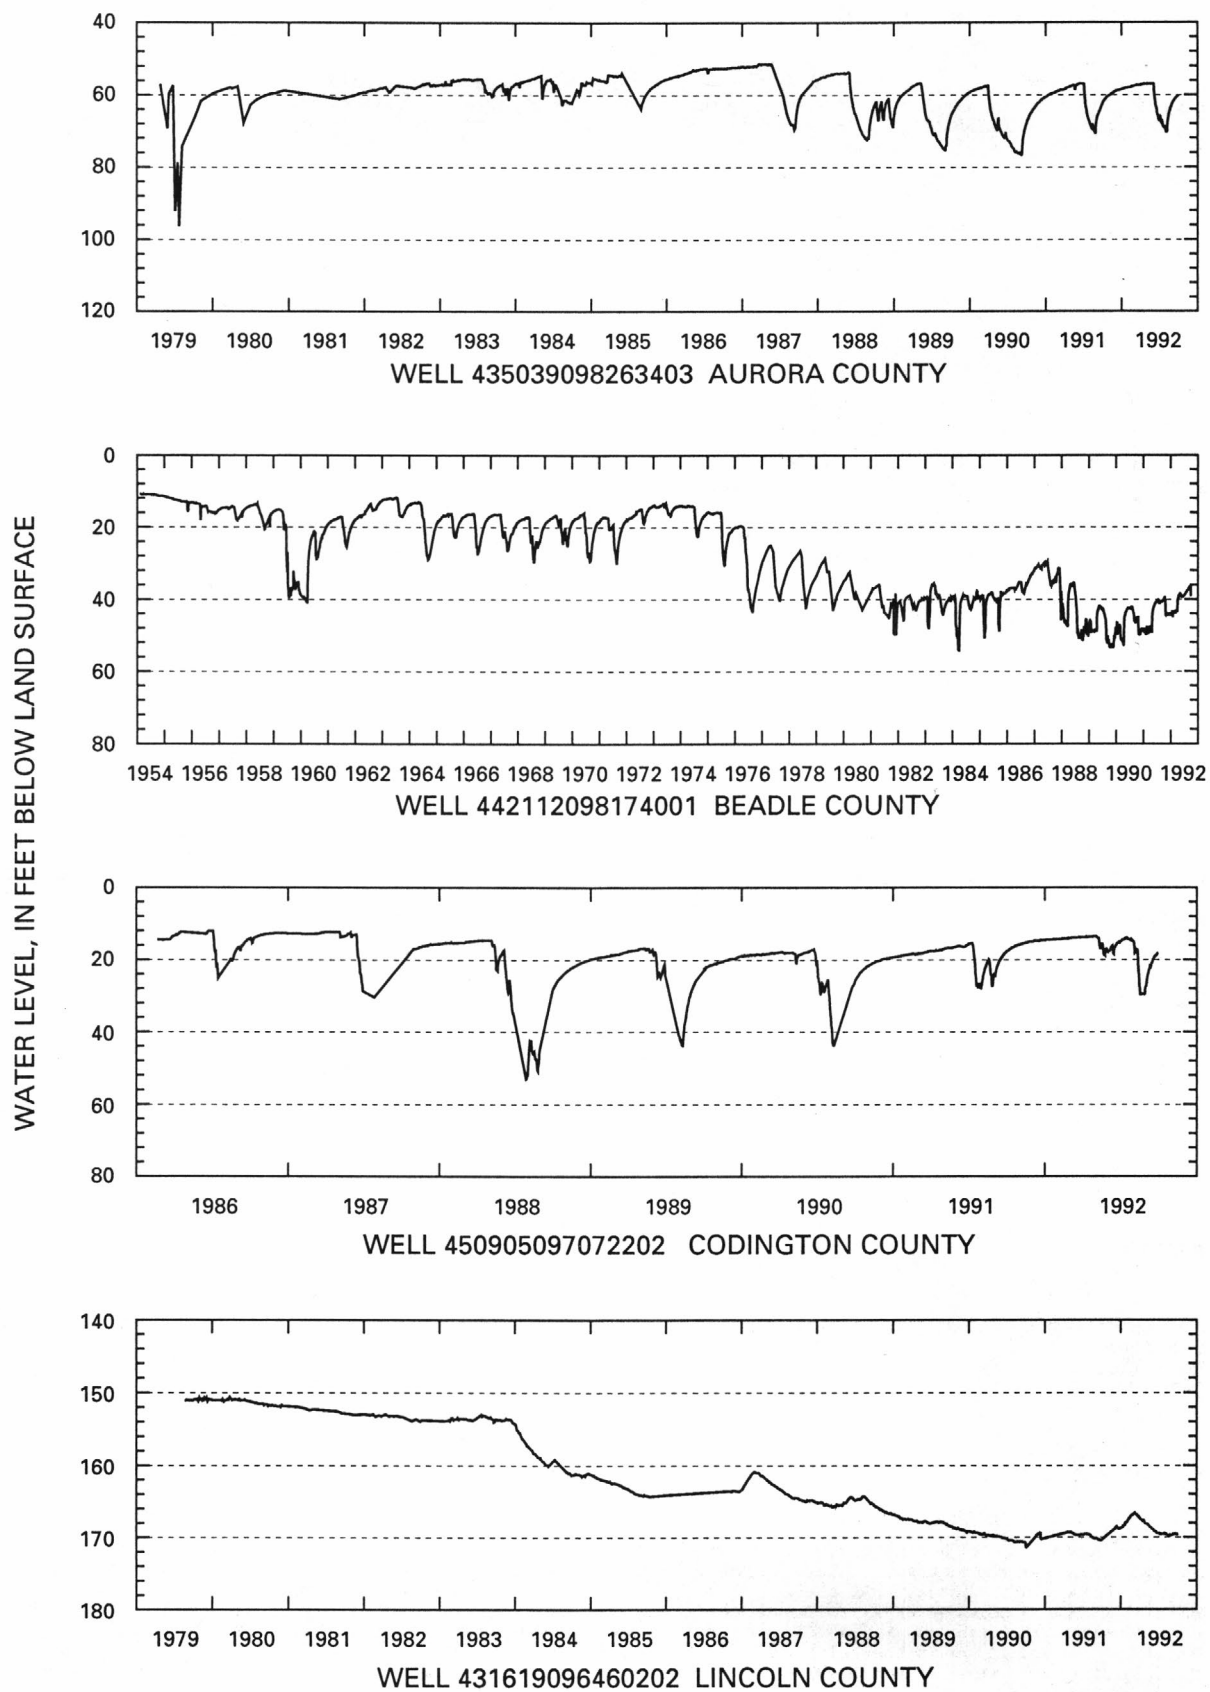 WATER LEVEL, IN FEET BELOW LAND SURFACE
40
60
80
100
120
1979 1980 1981 1982 1983 1984 1985 1986 1987 1988 1989 1990 1991 1992
WELL 435039098263403 AURORA COUNTY
0
20
40
60
80
1954 1956 1958 1960 1962 1964 1966 1968 1970 1972 1974 1976 1978 1980 1982 1984 1986 1988 1990 1992
WELL 442112098174001 BEADLE COUNTY
0
20
40
60
80
1986 1987 1988 1989 1990 1991 1992
WELL 450905097072202 CODINGTON COUNTY
140
150
160
170
180
1979 1980 1981 1982 1983 1984 1985 1986 1987 1988 1989 1990 1991 1992
WELL 431619096460202 LINCOLN COUNTY